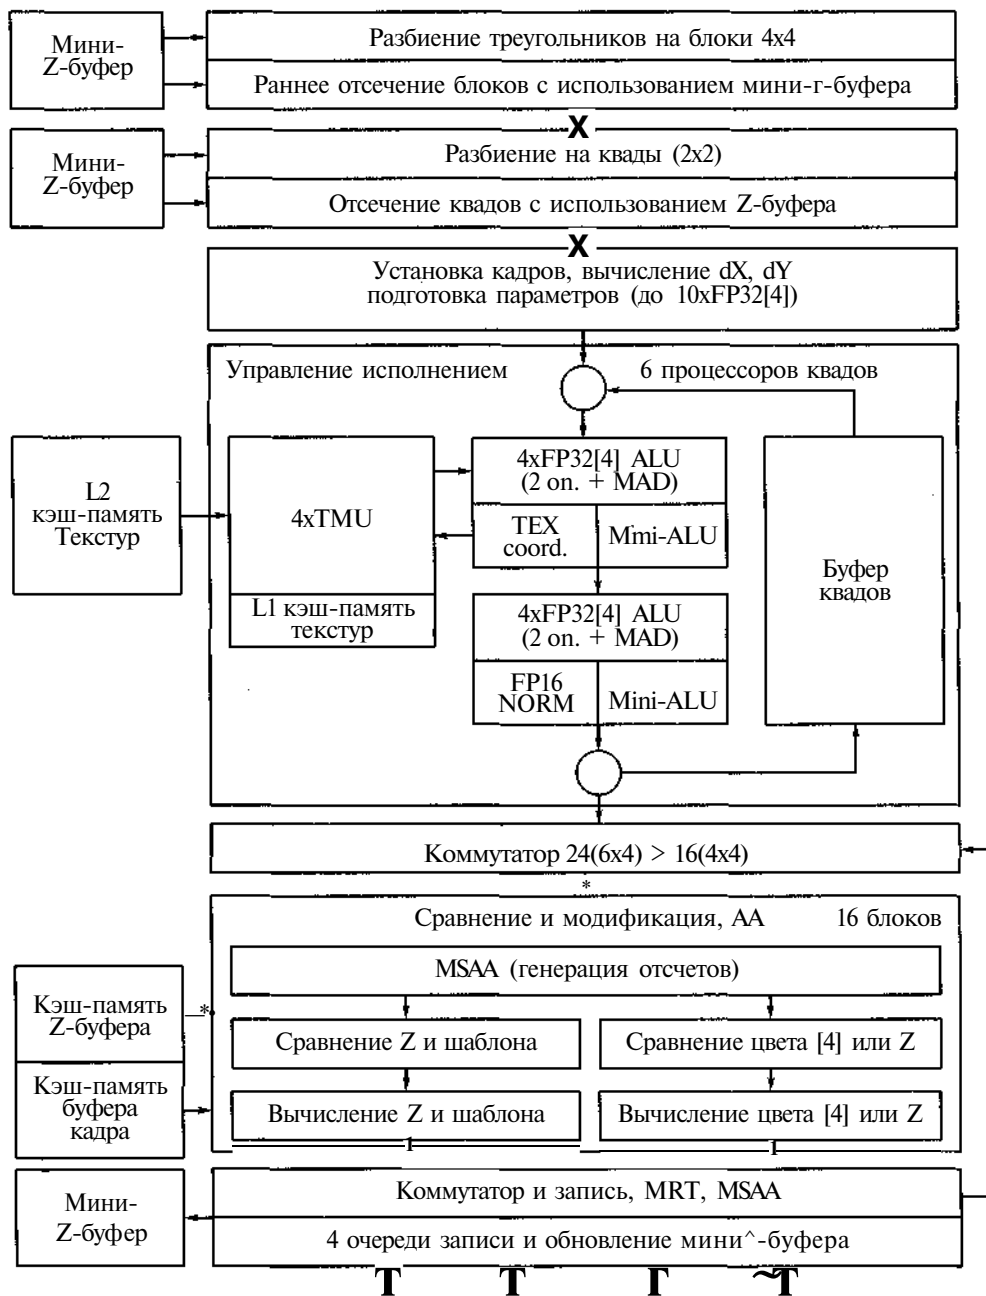 Мини-
Z-буфер
Разбиение треугольников на блоки 4x4
Раннее отсечение блоков с использованием мини-г-буфера
X
Мини-
Z-буфер
Разбиение на квады (2x2)
Отсечение квадов с использованием Z-буфера
X
Установка кадров, вычисление dX, dY
подготовка параметров (до 10xFP32[4])
Управление исполнением
6 процессоров квадов
L2
кэш-память
Текстур
4xTMU
L1 кэш-память
текстур
4xFP32[4] ALU
(2 on. + MAD)
TEX
coord.
Mmi-ALU
4xFP32[4] ALU
(2 on. + MAD)
FP16
NORM
Mini-ALU
Буфер
квадов
Коммутатор 24(6x4) > 16(4x4)
*
Сравнение и модификация, AA
16 блоков
MSAA (генерация отсчетов)
Кэш-память
Z-буфера
—*
Сравнение Z и шаблона
Сравнение цвета [4] или Z
Кэш-память
буфера
кадра
Вычисление Z и шаблона
Вычисление цвета [4] или Z
1
1
Мини-
Z-буфер
Коммутатор и запись, MRT, MSAA
4 очереди записи и обновление мини^-буфера
T T Г ~T